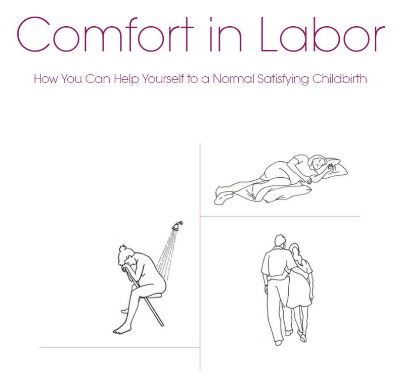 Comfort in Labor
How You Can Help Yourself to a Normal Satisfying Childbirth